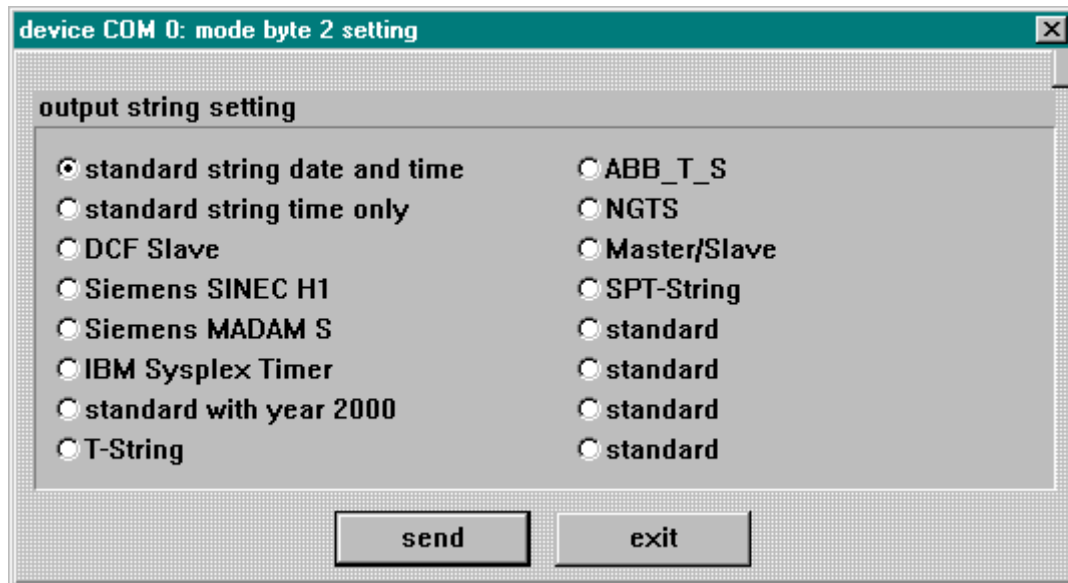 device COM 0: mode byte 2 setting
output string setting
standard string date and time
standard string time only
DCF Slave
Siemens SINEC H1
Siemens MADAM S
IBM Sysplex Timer
standard with year 2000
T-String
ABB_T_S
NGTS
Master/Slave
SPT-String
standard
standard
standard
standard
send
exit